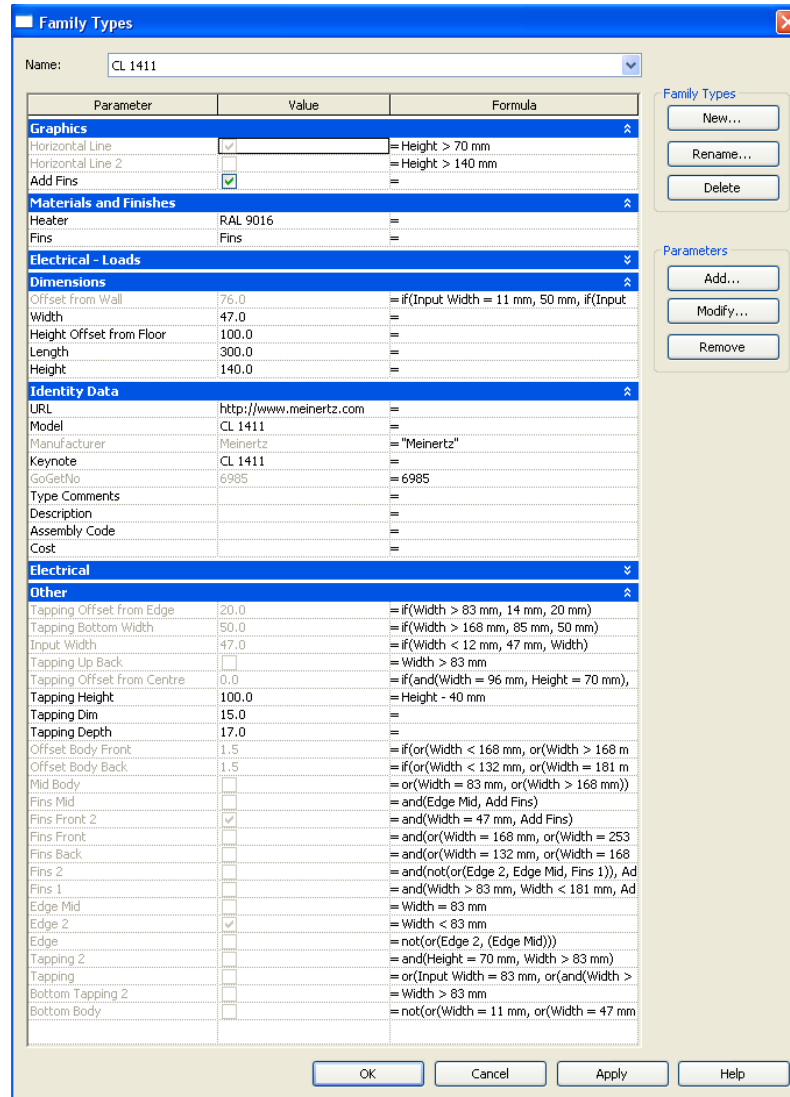 Family Types
Name: CL 1411
Parameter Value Formula
Graphics
Horizontal Line = Height > 70 mm
Horizontal Line 2 = Height > 140 mm
Add Fins =
Materials and Finishes
Heater RAL 9016 =
Fins Fins =
Electrical - Loads
Dimensions
Offset from Wall 76.0 = if(Input Width = 11 mm, 50 mm, if(Input
Width 47.0 =
Height Offset from Floor 100.0 =
Length 300.0 =
Height 140.0 =
Identity Data
URL http://www.meinertz.com =
Model CL 1411 =
Manufacturer Meinertz = "Meinertz"
Keynote CL 1411 =
GoGetNo 6985 = 6985
Type Comments =
Description =
Assembly Code =
Cost =
Electrical
Other
Tapping Offset from Edge 20.0 = if(Width > 83 mm, 14 mm, 20 mm)
Tapping Bottom Width 50.0 = if(Width > 168 mm, 85 mm, 50 mm)
Input Width 47.0 = if(Width < 12 mm, 47 mm, Width)
Tapping Up Back = Width > 83 mm
Tapping Offset from Centre 0.0 = if(and(Width = 96 mm, Height = 70 mm),
Tapping Height 100.0 = Height - 40 mm
Tapping Dim 15.0 =
Tapping Depth 17.0 =
Offset Body Front 1.5 = if(or(Width < 168 mm, or(Width > 168 m
Offset Body Back 1.5 = if(or(Width < 132 mm, or(Width = 181 m
Mid Body = or(Width = 83 mm, or(Width > 168 mm))
Fins Mid = and(Edge Mid, Add Fins)
Fins Front 2 = and(Width = 47 mm, Add Fins)
Fins Front = and(or(Width = 168 mm, or(Width = 253
Fins Back = and(or(Width = 132 mm, or(Width = 168
Fins 2 = and(not(or(Edge 2, Edge Mid, Fins 1)), Ad
Fins 1 = and(Width > 83 mm, Width < 181 mm, Ad
Edge Mid = Width = 83 mm
Edge 2 = Width < 83 mm
Edge = not(or(Edge 2, (Edge Mid)))
Tapping 2 = and(Height = 70 mm, Width > 83 mm)
Tapping = or(Input Width = 83 mm, or(and(Width >
Bottom Tapping 2 = Width > 83 mm
Bottom Body = not(or(Width = 11 mm, or(Width = 47 mm
Family Types
New...
Rename...
Delete
Parameters
Add...
Modify...
Remove
OK Cancel Apply Help